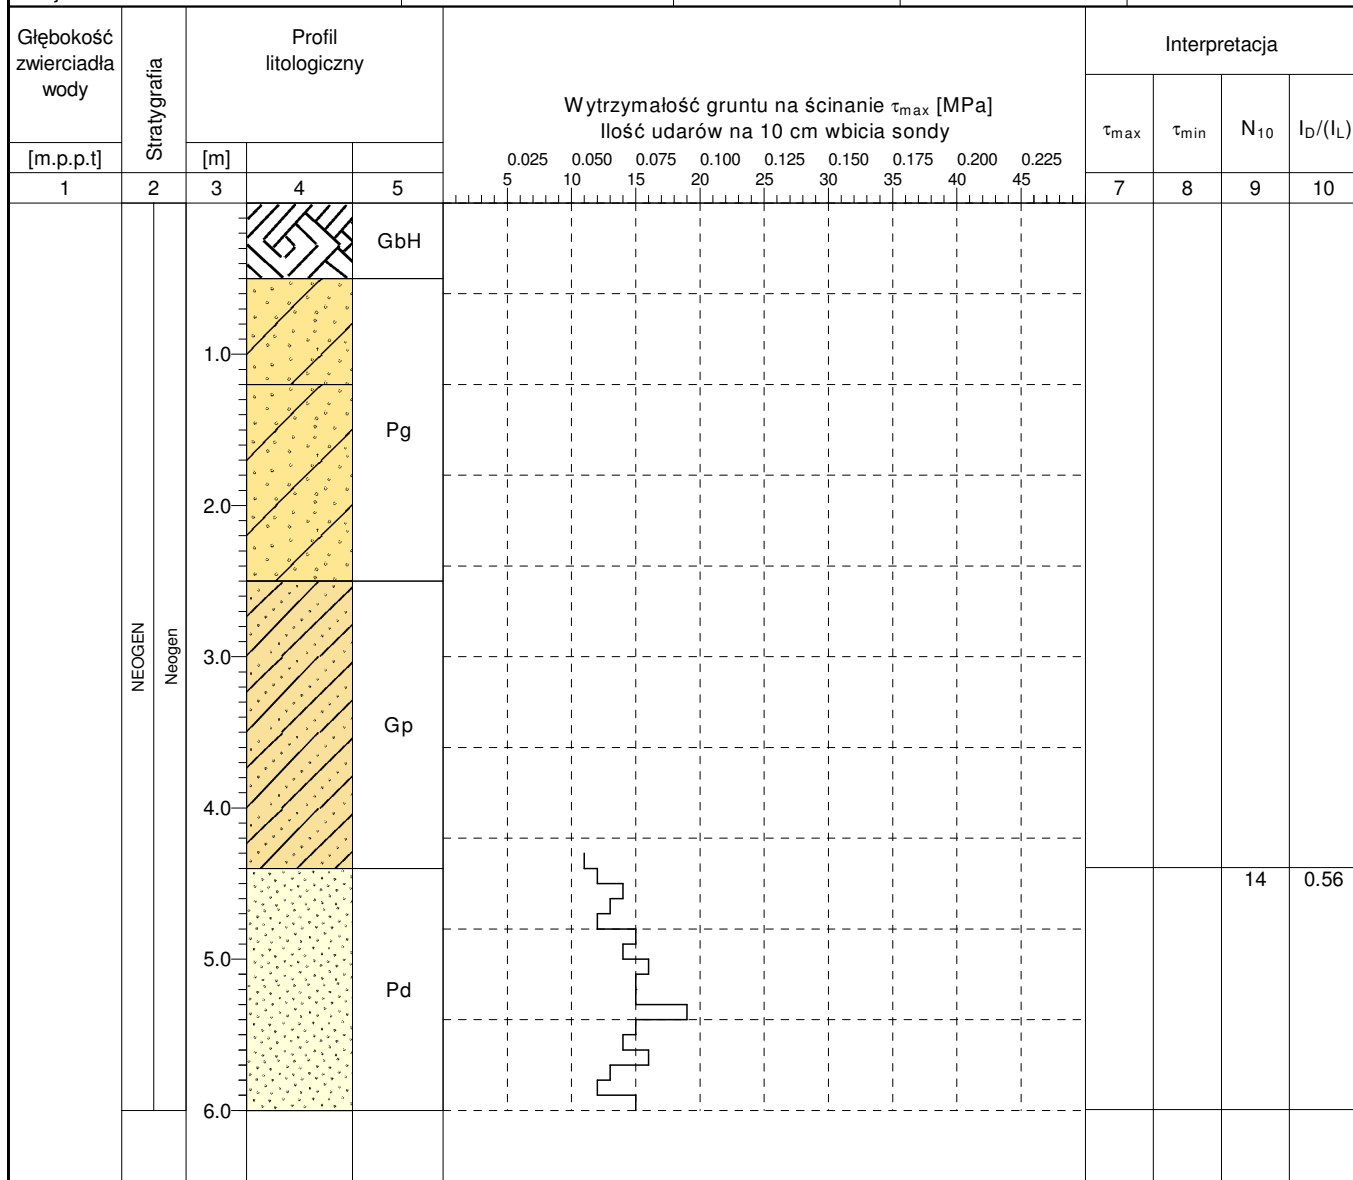 Głębokość
zwierciadła
wody
[m.p.p.t]
Stratygrafia
Profil
litologiczny
[m]
Wytrzymałość gruntu na ścinanie τmax [MPa]
Ilość udarów na 10 cm wbicia sondy
0.025 0.050 0.075 0.100 0.125 0.150 0.175 0.200 0.225
5 10 15 20 25 30 35 40 45
Interpretacja
τmax τmin N10 ID/(IL)
1 2 3 4 5 7 8 9 10
GbH
1.0
Pg
2.0
NEOGEN
Neogen
3.0
Gp
4.0
14 0.56
5.0
Pd
6.0